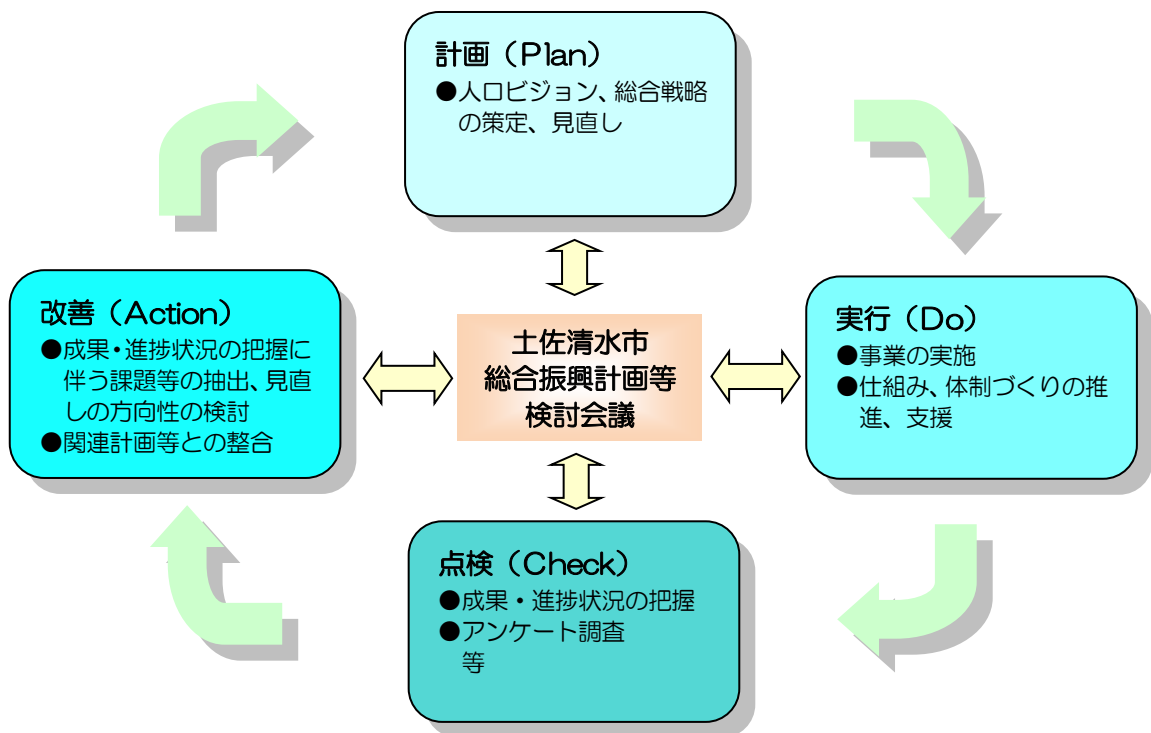 計画（Plan）
●人口ビジョン、総合戦略
の策定、見直し
改善（Action）
●成果・進捗状況の把握に
伴う課題等の抽出、見直
しの方向性の検討
●関連計画等との整合
土佐清水市
総合振興計画等
検討会議
実行（Do）
●事業の実施
●仕組み、体制づくりの推
進、支援
点検（Check）
●成果・進捗状況の把握
●アンケート調査
等